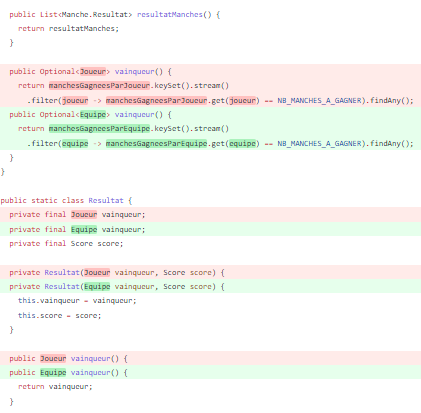 public List<Manche.Resultat> resultatManches() {
return resultatManches;
}
public Optional<Joueur> vainqueur() {
return manchesGagneesParJoueur.keySet().stream()
.filter(joueur -> manchesGagneesParJoueur.get(joueur) == NB_MANCHES_A_GAGNER).findAny();
public Optional<Equipe> vainqueur() {
return manchesGagneesParEquipe.keySet().stream()
.filter(equipe -> manchesGagneesParEquipe.get(equipe) == NB_MANCHES_A_GAGNER).findAny();
}
}
public static class Resultat {
private final Joueur vainqueur;
private final Equipe vainqueur;
private final Score score;
private Resultat(Joueur vainqueur, Score score) {
private Resultat(Equipe vainqueur, Score score) {
this.vainqueur = vainqueur;
this.score = score;
}
public Joueur vainqueur() {
public Equipe vainqueur() {
return vainqueur;
}